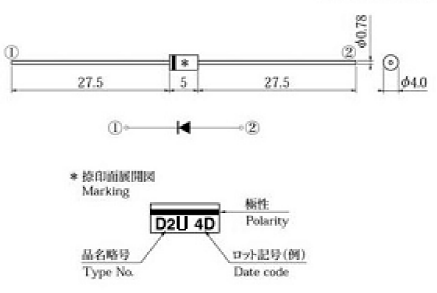 ① * ② φ0.78
27.5 5 27.5 φ4.0
① ②
* 捺印面展開図
Marking
極性
Polarity
D2U 4D
品名略号 ロット記号(例)
Type No. Date code